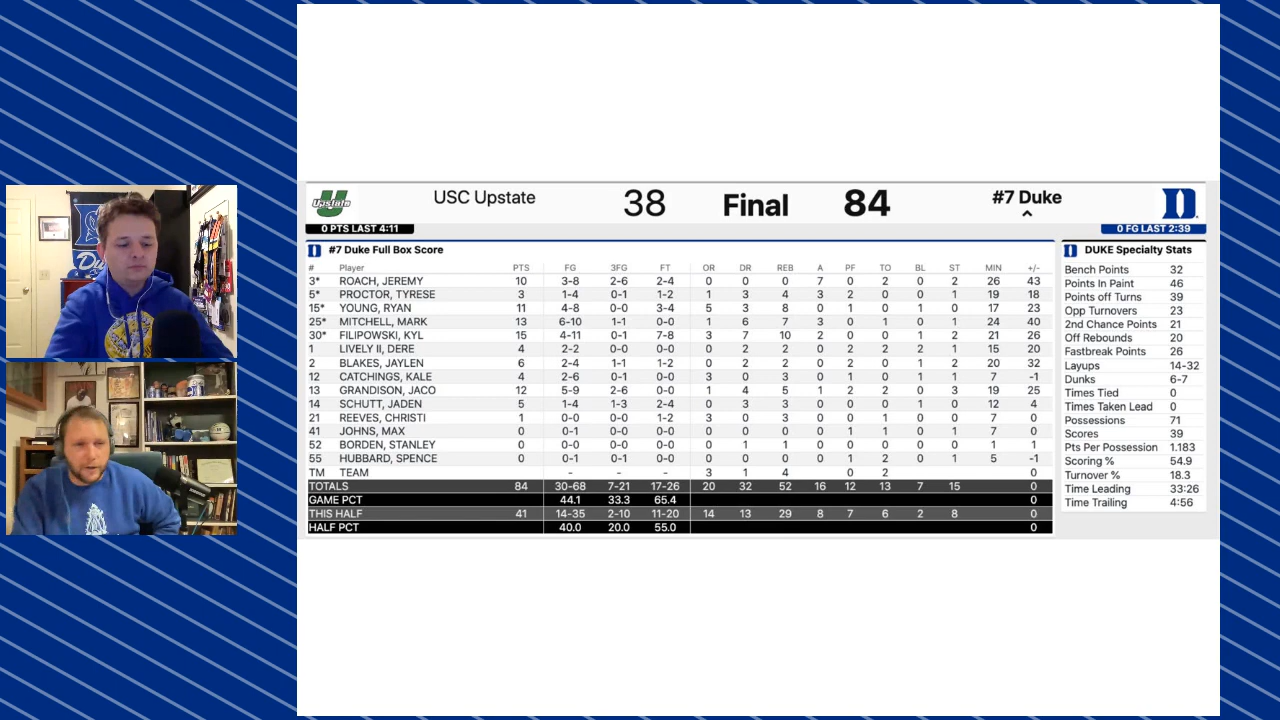 Upstate
USC Upstate 38 Final 84 #7 Duke
0 PTS LAST 4:11 0 FG LAST 2:39
#7 Duke Full Box Score
# Player PTS FG 3FG FT OR DR REB A PF TO BL ST MIN +/-
3* ROACH, JEREMY 10 3-8 2-6 2-4 0 0 0 7 0 2 0 2 26 43
5* PROCTOR, TYRESE 3 1-4 0-1 1-2 1 3 4 3 2 0 0 1 19 18
15* YOUNG, RYAN 11 4-8 0-0 3-4 5 3 8 0 1 0 1 0 17 23
25* MITCHELL, MARK 13 6-10 1-1 0-0 1 6 7 3 0 1 0 1 24 40
30* FILIPOWSKI, KYL 15 4-11 0-1 7-8 3 7 10 2 0 0 1 2 21 26
1 LIVELY II, DERE 4 2-2 0-0 0-0 0 2 2 0 2 2 2 1 15 20
2 BLAKES, JAYLEN 6 2-4 1-1 1-2 0 2 2 0 2 0 1 2 20 32
12 CATCHINGS, KALE 4 2-6 0-1 0-0 3 0 3 0 1 0 1 1 7 -1
13 GRANDISON, JACO 12 5-9 2-6 0-0 1 4 5 1 2 2 0 3 19 25
14 SCHUTT, JADEN 5 1-4 1-3 2-4 0 3 3 0 0 0 1 0 12 4
21 REEVES, CHRISTI 1 0-0 0-0 1-2 3 0 3 0 0 1 0 0 7 0
41 JOHNS, MAX 0 0-1 0-0 0-0 0 0 0 0 1 1 0 1 7 0
52 BORDEN, STANLEY 0 0-0 0-0 0-0 0 1 1 0 0 0 0 0 1 1
55 HUBBARD, SPENCE 0 0-1 0-1 0-0 0 0 0 0 1 2 0 1 5 -1
TM TEAM - - - 3 1 4 0 2 0
TOTALS 84 30-68 7-21 17-26 20 32 52 16 12 13 7 15 0
GAME PCT 44.1 33.3 65.4 0
THIS HALF 41 14-35 2-10 11-20 14 13 29 8 7 6 2 8 0
HALF PCT 40.0 20.0 55.0 0
DUKE Specialty Stats
Bench Points 32
Points In Paint 46
Points off Turns 39
Opp Turnovers 23
2nd Chance Points 21
Off Rebounds 20
Fastbreak Points 26
Layups 14-32
Dunks 6-7
Times Tied 0
Times Taken Lead 0
Possessions 71
Scores 39
Pts Per Possession 1.183
Scoring % 54.9
Turnover % 18.3
Time Leading 33:26
Time Trailing 4:56